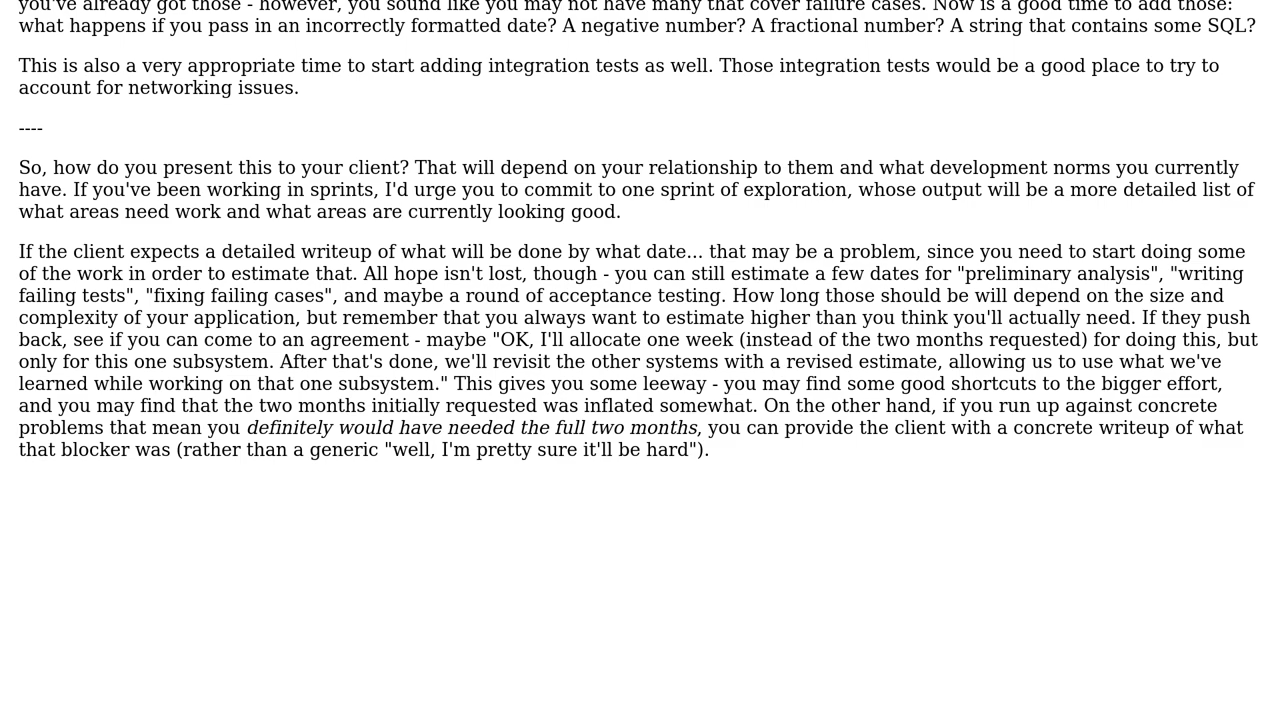 you've already got those - however, you sound like you may not have many that cover failure cases. Now is a good time to add those:
what happens if you pass in an incorrectly formatted date? A negative number? A fractional number? A string that contains some SQL?
This is also a very appropriate time to start adding integration tests as well. Those integration tests would be a good place to try to
account for networking issues.
----
So, how do you present this to your client? That will depend on your relationship to them and what development norms you currently
have. If you've been working in sprints, I'd urge you to commit to one sprint of exploration, whose output will be a more detailed list of
what areas need work and what areas are currently looking good.
If the client expects a detailed writeup of what will be done by what date... that may be a problem, since you need to start doing some
of the work in order to estimate that. All hope isn't lost, though - you can still estimate a few dates for "preliminary analysis", "writing
failing tests", "fixing failing cases", and maybe a round of acceptance testing. How long those should be will depend on the size and
complexity of your application, but remember that you always want to estimate higher than you think you'll actually need. If they push
back, see if you can come to an agreement - maybe "OK, I'll allocate one week (instead of the two months requested) for doing this, but
only for this one subsystem. After that's done, we'll revisit the other systems with a revised estimate, allowing us to use what we've
learned while working on that one subsystem." This gives you some leeway - you may find some good shortcuts to the bigger effort,
and you may find that the two months initially requested was inflated somewhat. On the other hand, if you run up against concrete
problems that mean you definitely would have needed the full two months, you can provide the client with a concrete writeup of what
that blocker was (rather than a generic "well, I'm pretty sure it'll be hard").